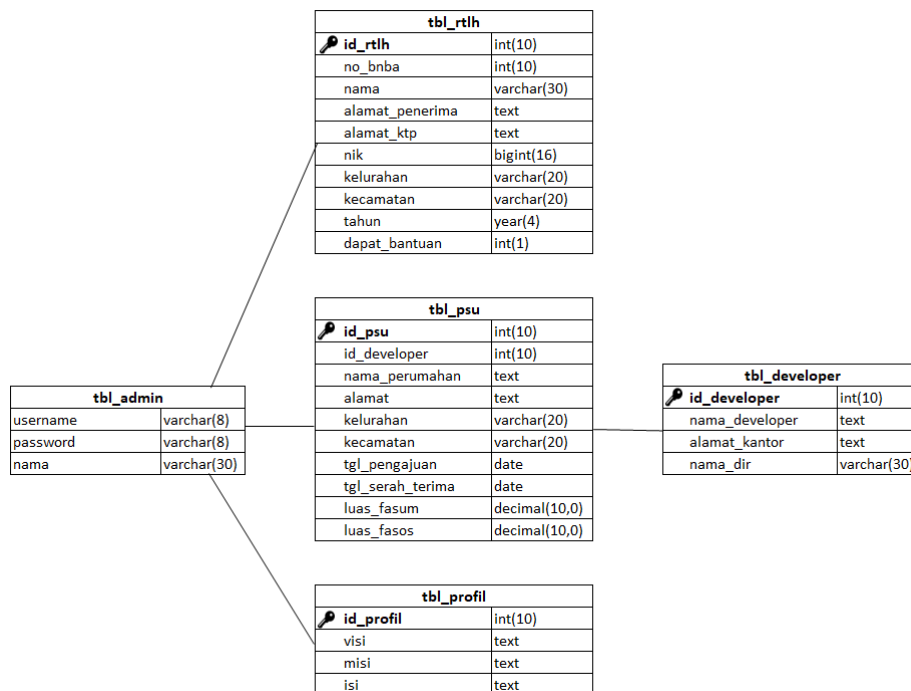 tbl_rtlh
id_rtlh int(10)
no_bnba int(10)
nama varchar(30)
alamat_penerima text
alamat_ktp text
nik bigint(16)
kelurahan varchar(20)
kecamatan varchar(20)
tahun year(4)
dapat_bantuan int(1)
tbl_psu
id_psu int(10)
id_developer int(10)
nama_perumahan text
alamat text
kelurahan varchar(20)
kecamatan varchar(20)
tgl_pengajuan date
tgl_serah_terima date
luas_fasum decimal(10,0)
luas_fasos decimal(10,0)
tbl_admin
username varchar(8)
password varchar(8)
nama varchar(30)
tbl_developer
id_developer int(10)
nama_developer text
alamat_kantor text
nama_dir varchar(30)
tbl_profil
id_profil int(10)
visi text
misi text
isi text